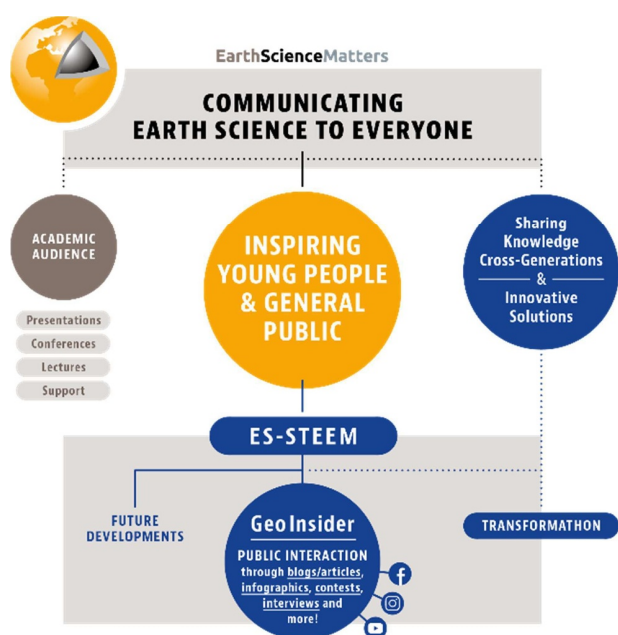 EarthScienceMatters
COMMUNICATING
EARTH SCIENCE TO EVERYONE
ACADEMIC
AUDIENCE
Presentations
Conferences
Lectures
Support
INSPIRING
YOUNG PEOPLE
& GENERAL
PUBLIC
Sharing
Knowledge
Cross-Generations
&
Innovative
Solutions
ES-STEEM
FUTURE
DEVELOPMENTS
GeoInsider
PUBLIC INTERACTION
through blogs/articles,
infographics, contests,
interviews and
more!
TRANSFORMATHON